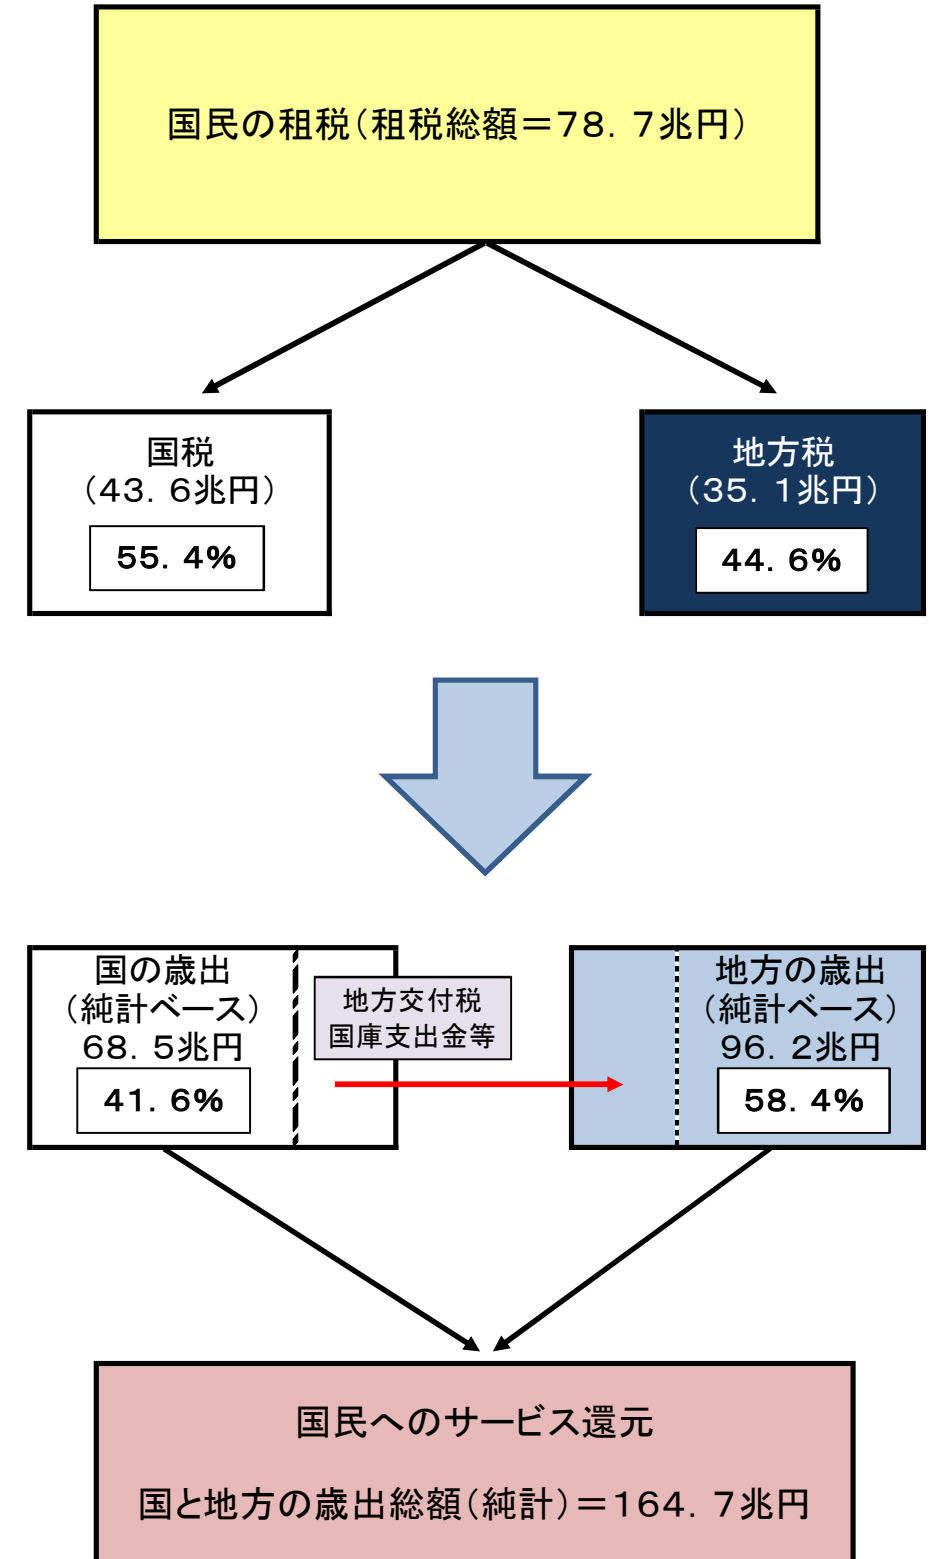 国民の租税（租税総額＝７８．７兆円）
国税
（４３．６兆円）
５５．４％
地方税
（３５．１兆円）
４４．６％
国の歳出
（純計ベース）
６８．５兆円
４１．６％
地方交付税
国庫支出金等
地方の歳出
（純計ベース）
９６．２兆円
５８．４％
国民へのサービス還元
国と地方の歳出総額（純計）＝１６４．７兆円